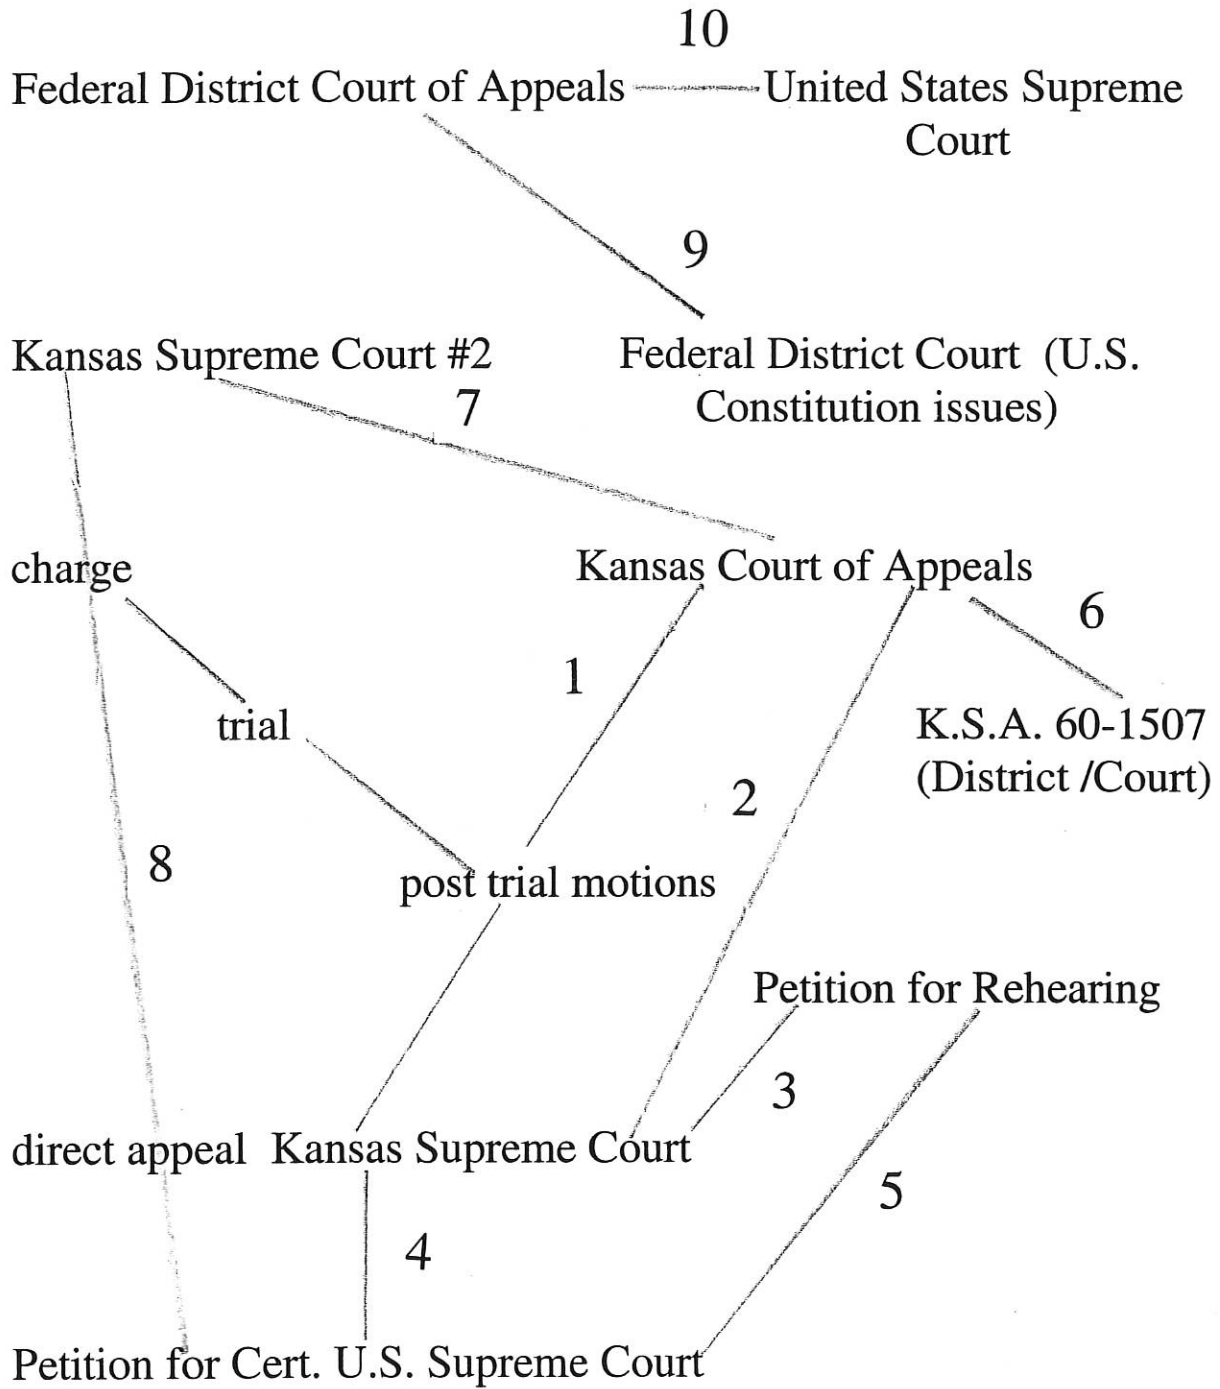 10
Federal District Court of Appeals United States Supreme
Court
9
Kansas Supreme Court #2 Federal District Court (U.S.
7 Constitution issues)
charge Kansas Court of Appeals
6
1
trial K.S.A. 60-1507
(District /Court)
2
8
post trial motions
Petition for Rehearing
3
direct appeal Kansas Supreme Court
5
4
Petition for Cert. U.S. Supreme Court